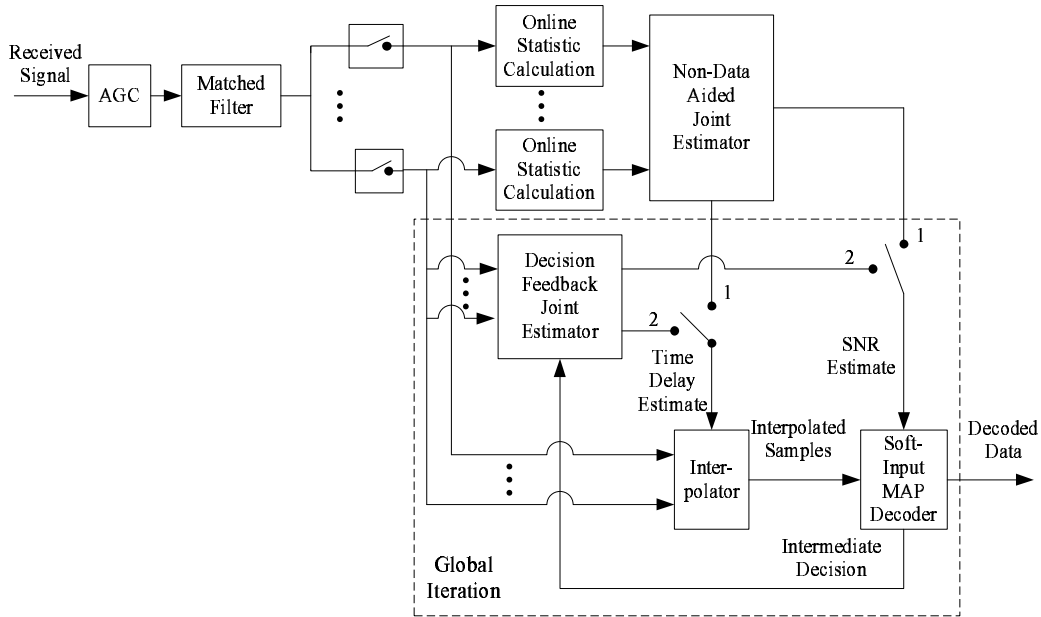 Received
Signal
AGC
Matched
Filter
Online
Statistic
Calculation
Online
Statistic
Calculation
Non-Data
Aided
Joint
Estimator
Decision
Feedback
Joint
Estimator
2
1
2
1
Time
Delay
Estimate
SNR
Estimate
Inter-
polator
Interpolated
Samples
Soft-
Input
MAP
Decoder
Decoded
Data
Intermediate
Decision
Global
Iteration